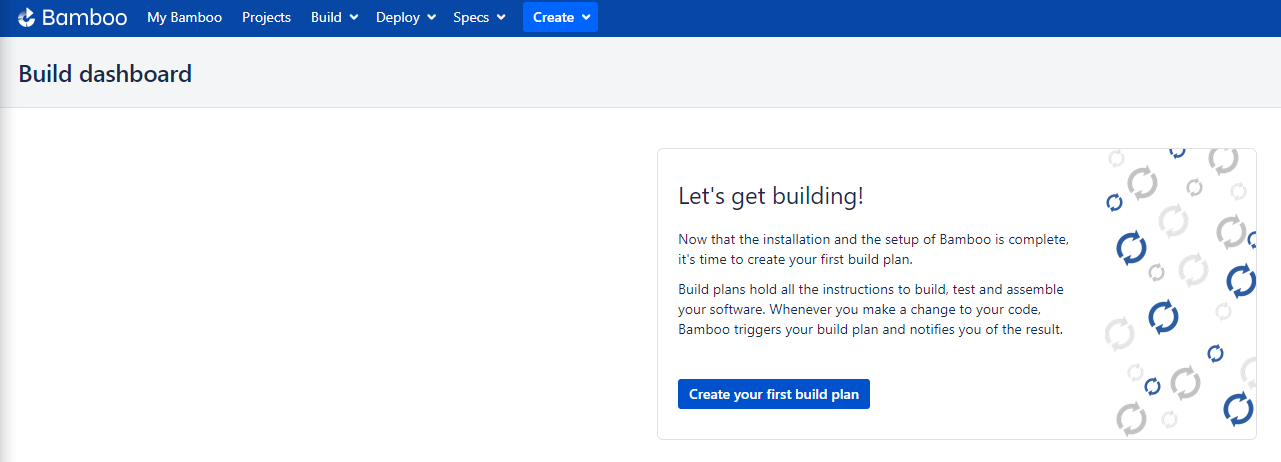 Bamboo My Bamboo Projects Build Deploy Specs Create
Build dashboard
Let's get building!
Now that the installation and the setup of Bamboo is complete,
it's time to create your first build plan.
Build plans hold all the instructions to build, test and assemble
your software. Whenever you make a change to your code,
Bamboo triggers your build plan and notifies you of the result.
Create your first build plan